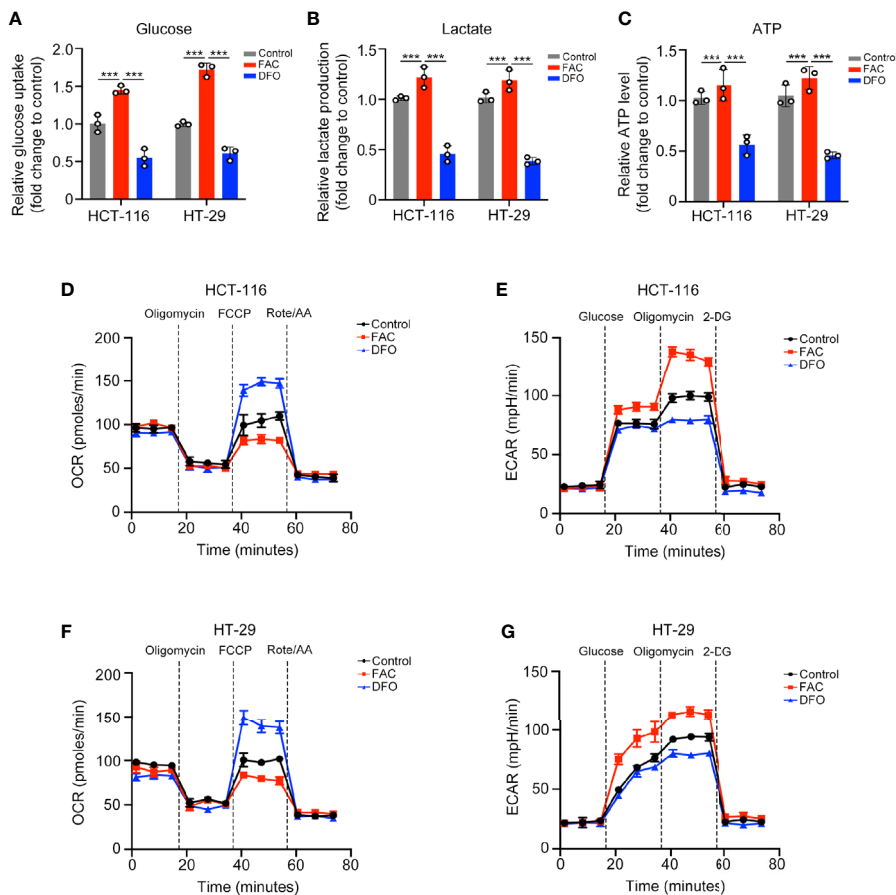 A
Glucose
Control
FAC
DFO
*** *** *** ***
Relative glucose uptake
(fold change to control)
2.0
1.5
1.0
0.5
0
HCT-116 HT-29
B
Lactate
Control
FAC
DFO
*** *** *** ***
Relative lactate production
(fold change to control)
1.5
1.0
0.5
0
HCT-116 HT-29
C
ATP
Control
FAC
DFO
*** *** *** ***
Relative ATP level
(fold change to control)
1.5
1.0
0.5
0
HCT-116 HT-29
D
HCT-116
Oligomycin FCCP Rote/AA
Control
FAC
DFO
OCR (pmoles/min)
200
150
100
50
0
0 20 40 60 80
Time (minutes)
E
HCT-116
Glucose Oligomycin 2-DG
Control
FAC
DFO
ECAR (mpH/min)
150
100
50
0
0 20 40 60 80
Time (minutes)
F
HT-29
Oligomycin FCCP Rote/AA
Control
FAC
DFO
OCR (pmoles/min)
200
150
100
50
0
0 20 40 60 80
Time (minutes)
G
HT-29
Glucose Oligomycin 2-DG
Control
FAC
DFO
ECAR (mpH/min)
150
100
50
0
0 20 40 60 80
Time (minutes)